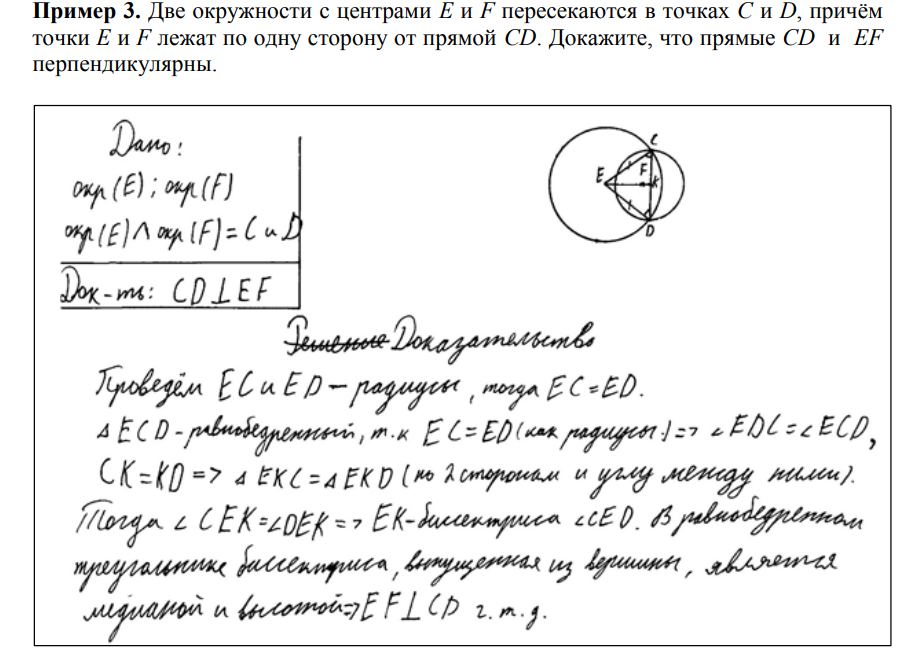 Пример 3. Две окружности с центрами E и F пересекаются в точках C и D, причём
точки E и F лежат по одну сторону от прямой CD. Докажите, что прямые CD и EF
перпендикулярны.
Дано:
окр(E); окр(F)
окр(E)∧окр(F)=C и D
Док-ть: CD⊥EF
C
E
F
K
D
Решение Доказательство
Проведём EC и ED – радиусы, тогда EC=ED.
△ECD-равнобедренный, т.к EC=ED(как радиусы.)=>∠EDC=∠ECD,
CK=KD=>△EKC=△EKD(по 2 сторонам и углу между ними).
Тогда ∠CEK=∠DEK=>EK-биссектриса ∠CED. В равнобедренном
треугольнике биссектриса, выпущенная из вершины, является
медианой и высотой=>EF⊥CD ч.т.д.